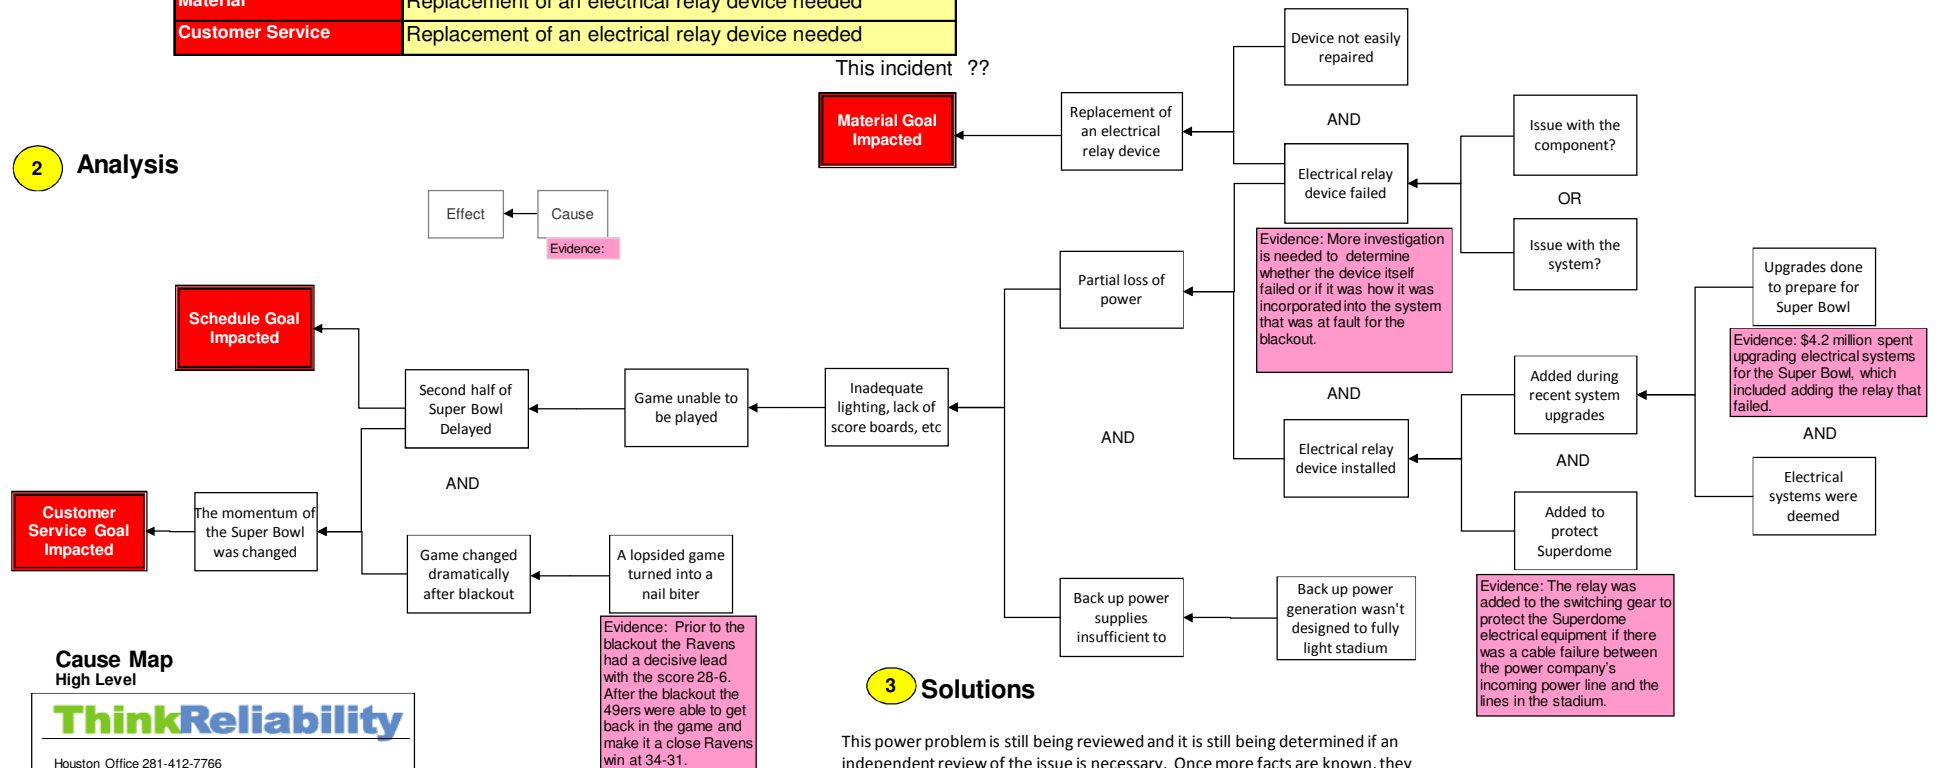 Material
Replacement of an electrical relay device needed
Customer Service
Replacement of an electrical relay device needed
This incident ??
Device not easily
repaired
Material Goal
Impacted
Replacement of
an electrical
relay device
AND
Issue with the
component?
2
Analysis
Electrical relay
device failed
OR
Effect
Cause
Evidence:
Evidence: More investigation
is needed to determine
whether the device itself
failed or if it was how it was
incorporated into the system
that was at fault for the
blackout.
Issue with the
system?
Partial loss of
power
Upgrades done
to prepare for
Super Bowl
Schedule Goal
Impacted
Evidence: $4.2 million spent
upgrading electrical systems
for the Super Bowl, which
included adding the relay that
failed.
Second half of
Super Bowl
Delayed
Game unable to
be played
Inadequate
lighting, lack of
score boards, etc
AND
Added during
recent system
upgrades
AND
AND
Electrical relay
device installed
AND
AND
Electrical
systems were
deemed
Customer
Service Goal
Impacted
The momentum of
the Super Bowl
was changed
Added to
protect
Superdome
Game changed
dramatically
after blackout
A lopsided game
turned into a
nail biter
Back up power
supplies
insufficient to
Back up power
generation wasn't
designed to fully
light stadium
Evidence: The relay was
added to the switching gear to
protect the Superdome
electrical equipment if there
was a cable failure between
the power company's
incoming power line and the
lines in the stadium.
Evidence: Prior to the
blackout the Ravens
had a decisive lead
with the score 28-6.
After the blackout the
49ers were able to get
back in the game and
make it a close Ravens
win at 34-31.
Cause Map
High Level
ThinkReliability
Houston Office 281-412-7766
3
Solutions
This power problem is still being reviewed and it is still being determined if an
independent review of the issue is necessary. Once more facts are known, they